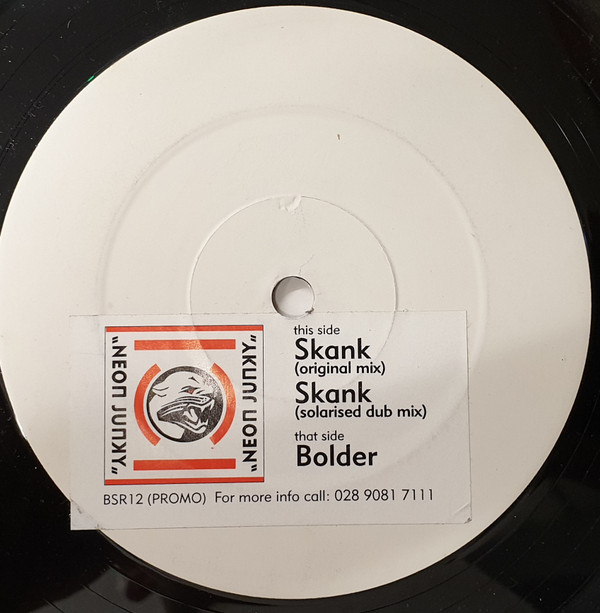 "NEON JUNKY"
"NEON JUNKY"
this side
Skank
(original mix)
Skank
(solarised dub mix)
that side
Bolder
BSR12 (PROMO) For more info call: 028 9081 7111